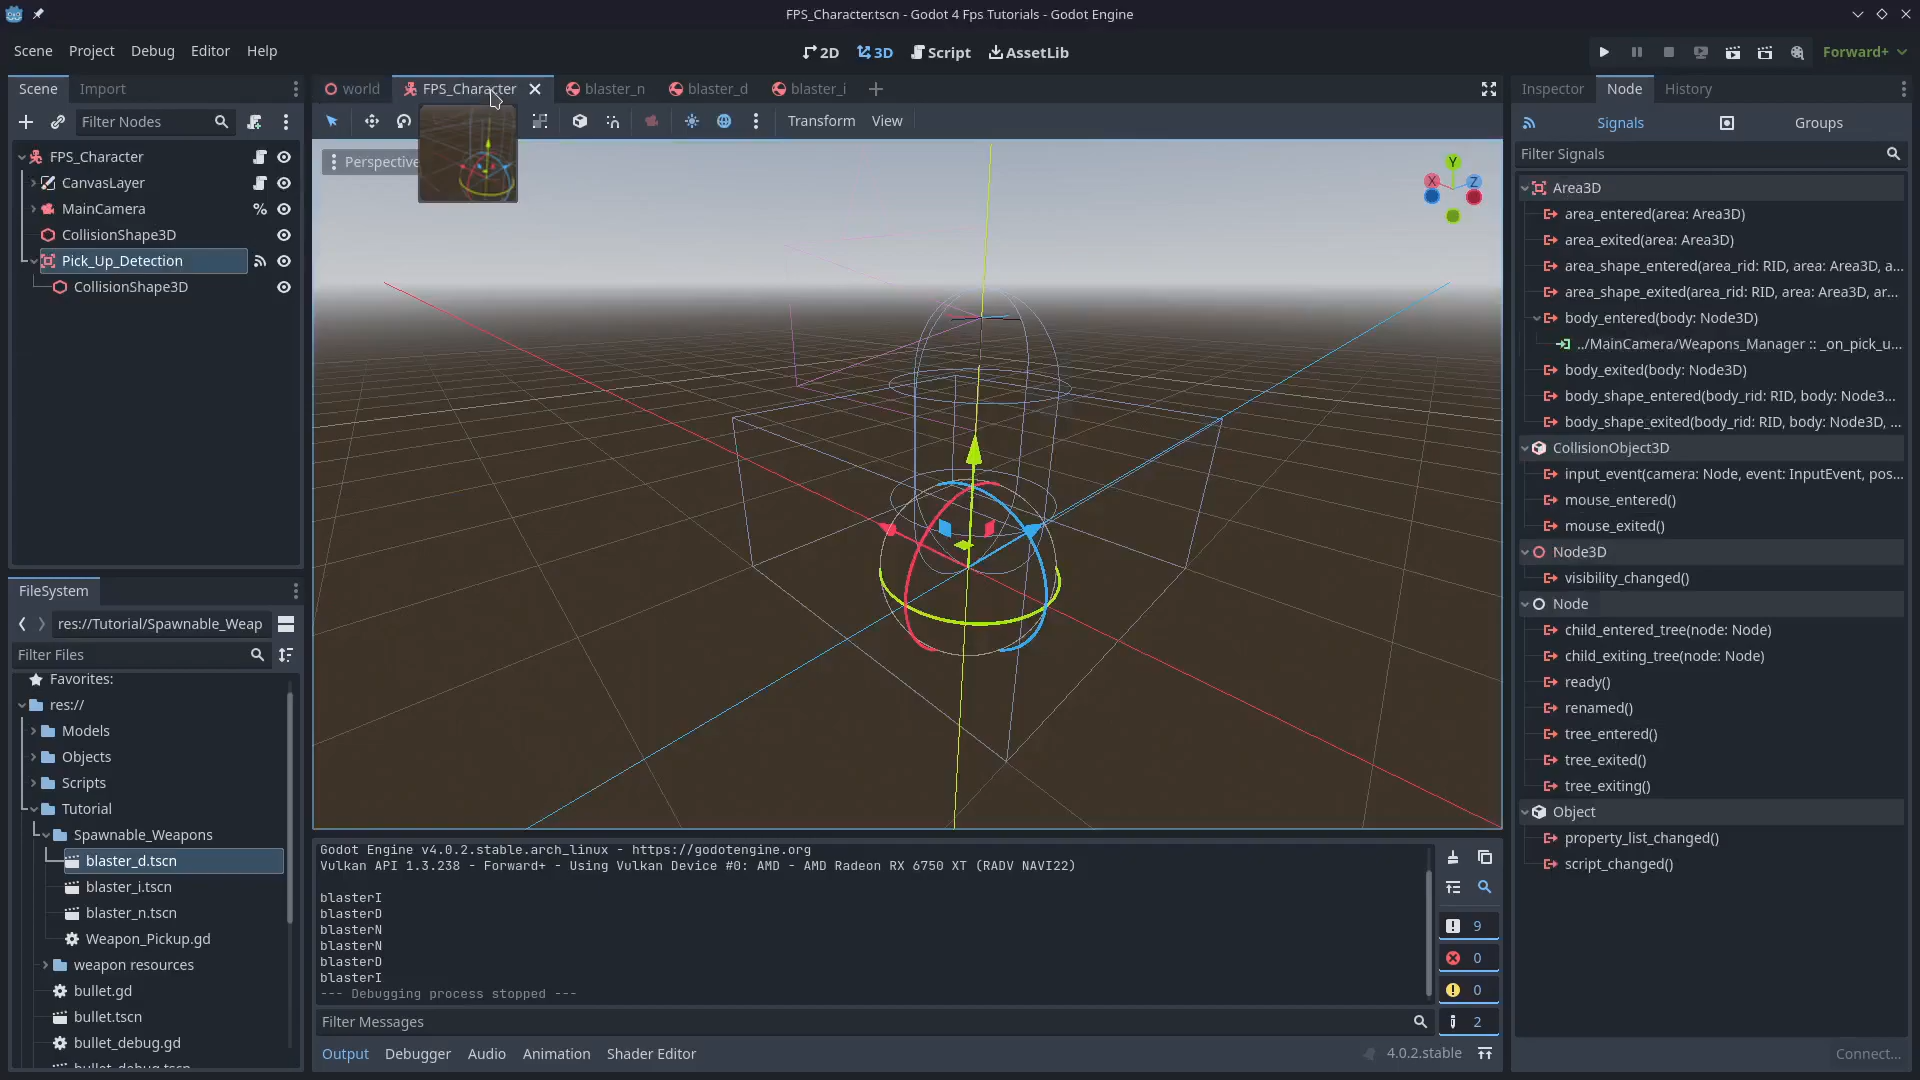 FPS_Character.tscn - Godot 4 Fps Tutorials - Godot Engine
Scene Project Debug Editor Help
2D 3D Script AssetLib
Forward+
Scene Import
world FPS_Character blaster_n blaster_d blaster_i
Inspector Node History
Filter Nodes
Transform View
Signals Groups
Perspective
Filter Signals
FPS_Character
CanvasLayer
MainCamera
CollisionShape3D
Pick_Up_Detection
CollisionShape3D
Y
X
Z
Area3D
area_entered(area: Area3D)
area_exited(area: Area3D)
area_shape_entered(area_rid: RID, area: Area3D, a...
area_shape_exited(area_rid: RID, area: Area3D, ar...
body_entered(body: Node3D)
../MainCamera/Weapons_Manager :: _on_pick_u...
body_exited(body: Node3D)
body_shape_entered(body_rid: RID, body: Node3...
body_shape_exited(body_rid: RID, body: Node3D, ...
CollisionObject3D
input_event(camera: Node, event: InputEvent, pos...
mouse_entered()
mouse_exited()
Node3D
visibility_changed()
Node
child_entered_tree(node: Node)
child_exiting_tree(node: Node)
ready()
renamed()
tree_entered()
tree_exited()
tree_exiting()
Object
property_list_changed()
script_changed()
Connect...
FileSystem
res://Tutorial/Spawnable_Weap
Filter Files
Favorites:
res://
Models
Objects
Scripts
Tutorial
Spawnable_Weapons
blaster_d.tscn
blaster_i.tscn
blaster_n.tscn
Weapon_Pickup.gd
weapon resources
bullet.gd
bullet.tscn
bullet_debug.gd
bullet_debug.tscn
Godot Engine v4.0.2.stable.arch_linux - https://godotengine.org
Vulkan API 1.3.238 - Forward+ - Using Vulkan Device #0: AMD - AMD Radeon RX 6750 XT (RADV NAVI22)
blasterI
blasterD
blasterN
blasterN
blasterD
blasterI
--- Debugging process stopped ---
9
0
0
2
Filter Messages
Output Debugger Audio Animation Shader Editor
4.0.2.stable